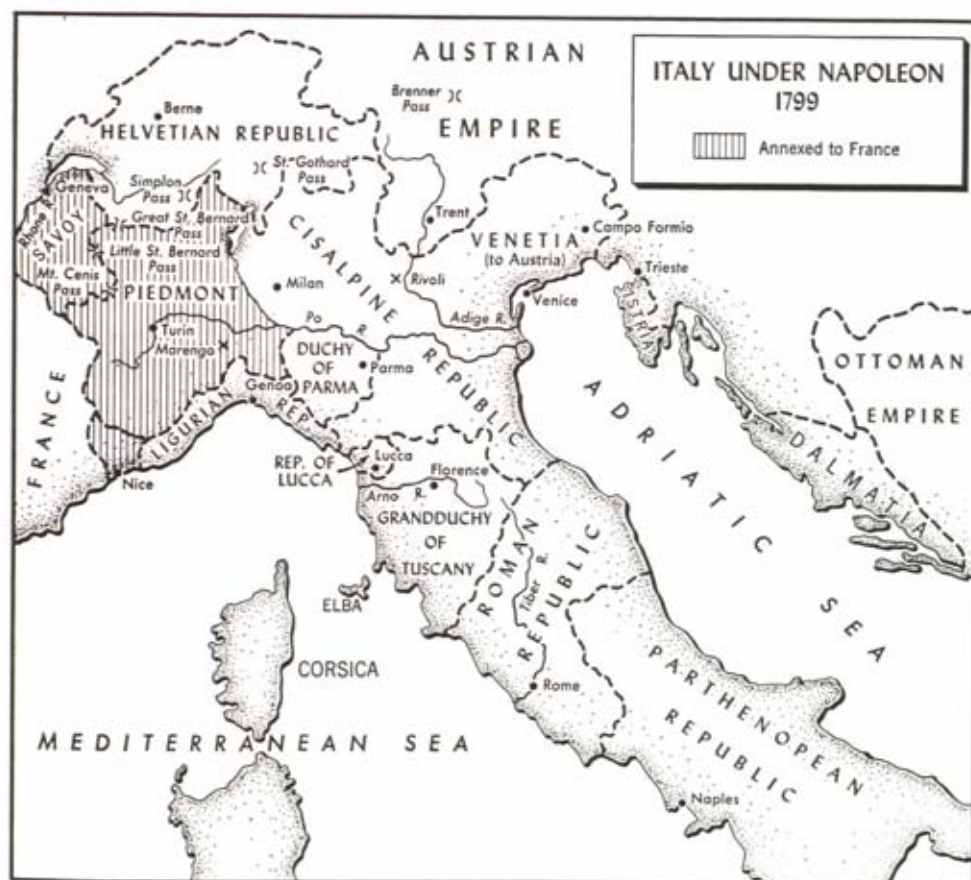 ITALY UNDER NAPOLEON
1799
Annexed to France
AUSTRIAN
EMPIRE
Brenner
Pass
Berne
HELVETIAN REPUBLIC
St. Gothard
Pass
Geneva
Simplon
Pass
Great St. Bernard
Pass
Rhone R.
SAVOY
Little St. Bernard
Pass
Mt. Cenis
Pass
PIEDMONT
CISALPINE
REPUBLIC
Trent
VENETIA
(to Austria)
Campo Formio
Trieste
Rivoli
Milan
Venice
Adige R.
ISTRIA
Turin
Marengo
Po R.
DUCHY
OF
PARMA
Parma
OTTOMAN
EMPIRE
FRANCE
Genoa
LIGURIAN REP.
Nice
REP. OF
LUCCA
Lucca
Florence
Arno R.
GRANDDUCHY
OF
TUSCANY
ROMAN
REPUBLIC
Tiber R.
ADRIATIC SEA
DALMATIA
ELBA
CORSICA
Rome
PARTHENOPEAN
REPUBLIC
MEDITERRANEAN SEA
Naples